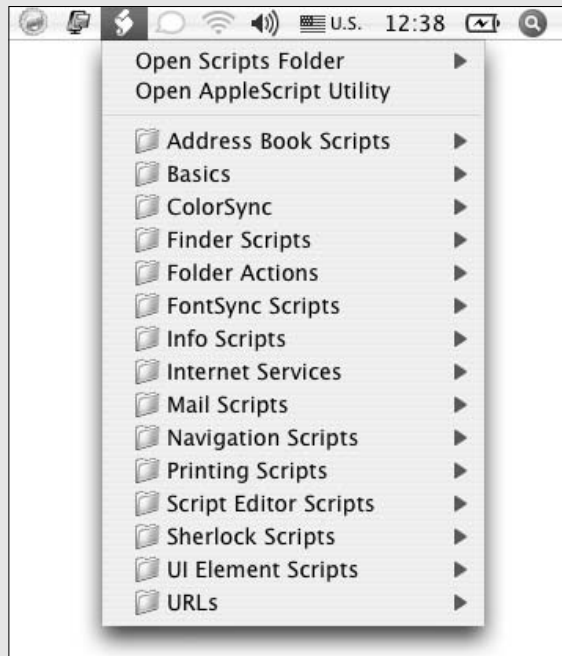 U.S. 12:38
Open Scripts Folder
Open AppleScript Utility
Address Book Scripts
Basics
ColorSync
Finder Scripts
Folder Actions
FontSync Scripts
Info Scripts
Internet Services
Mail Scripts
Navigation Scripts
Printing Scripts
Script Editor Scripts
Sherlock Scripts
UI Element Scripts
URLs